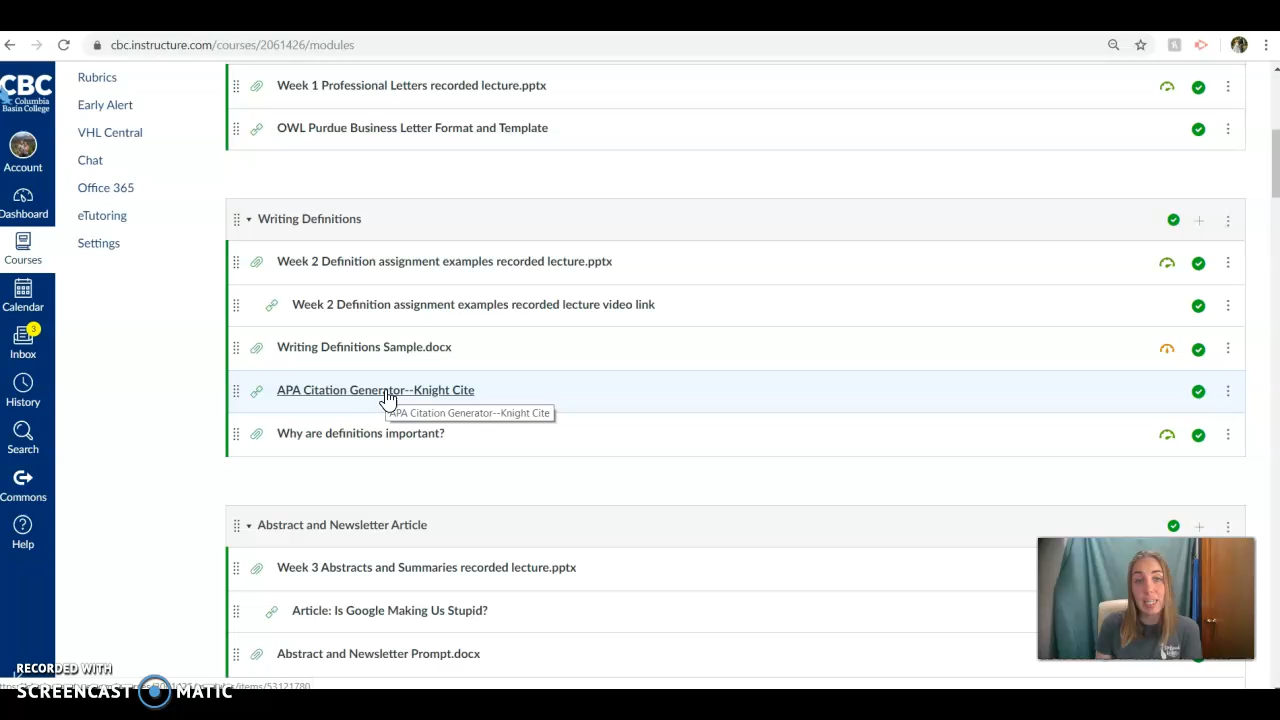 cbc.instructure.com/courses/2061426/modules
CBC
Columbia
Basin College
Account
Dashboard
Courses
Calendar
3
Inbox
History
Search
Commons
Help
Rubrics
Early Alert
VHL Central
Chat
Office 365
eTutoring
Settings
Week 1 Professional Letters recorded lecture.pptx
OWL Purdue Business Letter Format and Template
Writing Definitions
Week 2 Definition assignment examples recorded lecture.pptx
Week 2 Definition assignment examples recorded lecture video link
Writing Definitions Sample.docx
APA Citation Generator--Knight Cite
APA Citation Generator--Knight Cite
Why are definitions important?
Abstract and Newsletter Article
Week 3 Abstracts and Summaries recorded lecture.pptx
Article: Is Google Making Us Stupid?
Abstract and Newsletter Prompt.docx
RECORDED WITH
SCREENCAST MATIC